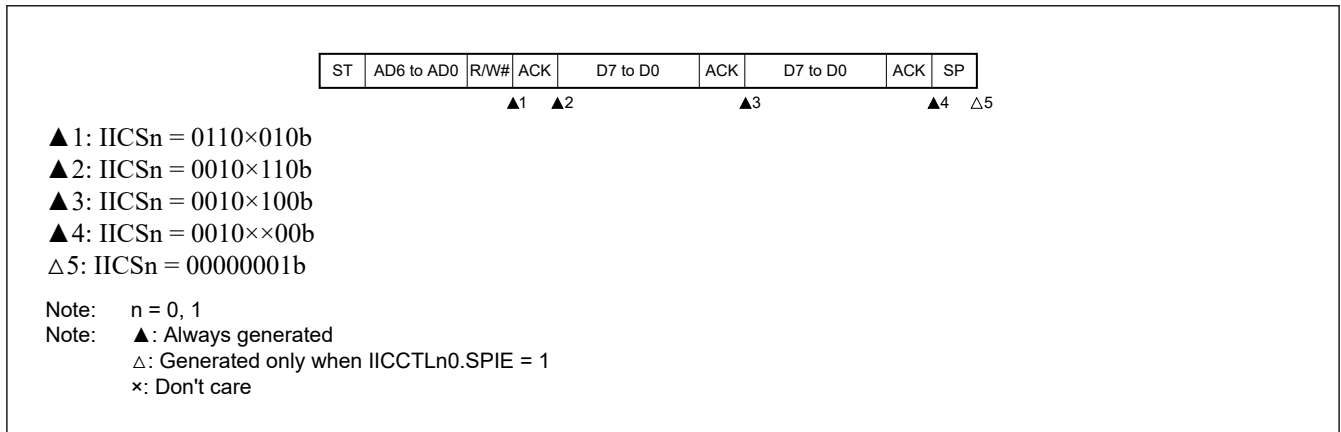 ST AD6 to AD0 R/W# ACK D7 to D0 ACK D7 to D0 ACK SP
▲1 ▲2 ▲3 ▲4 △5
▲1: IICSn = 0110×010b
▲2: IICSn = 0010×110b
▲3: IICSn = 0010×100b
▲4: IICSn = 0010××00b
△5: IICSn = 00000001b
Note: n = 0, 1
Note: ▲: Always generated
△: Generated only when IICCTLn0.SPIE = 1
×: Don't care